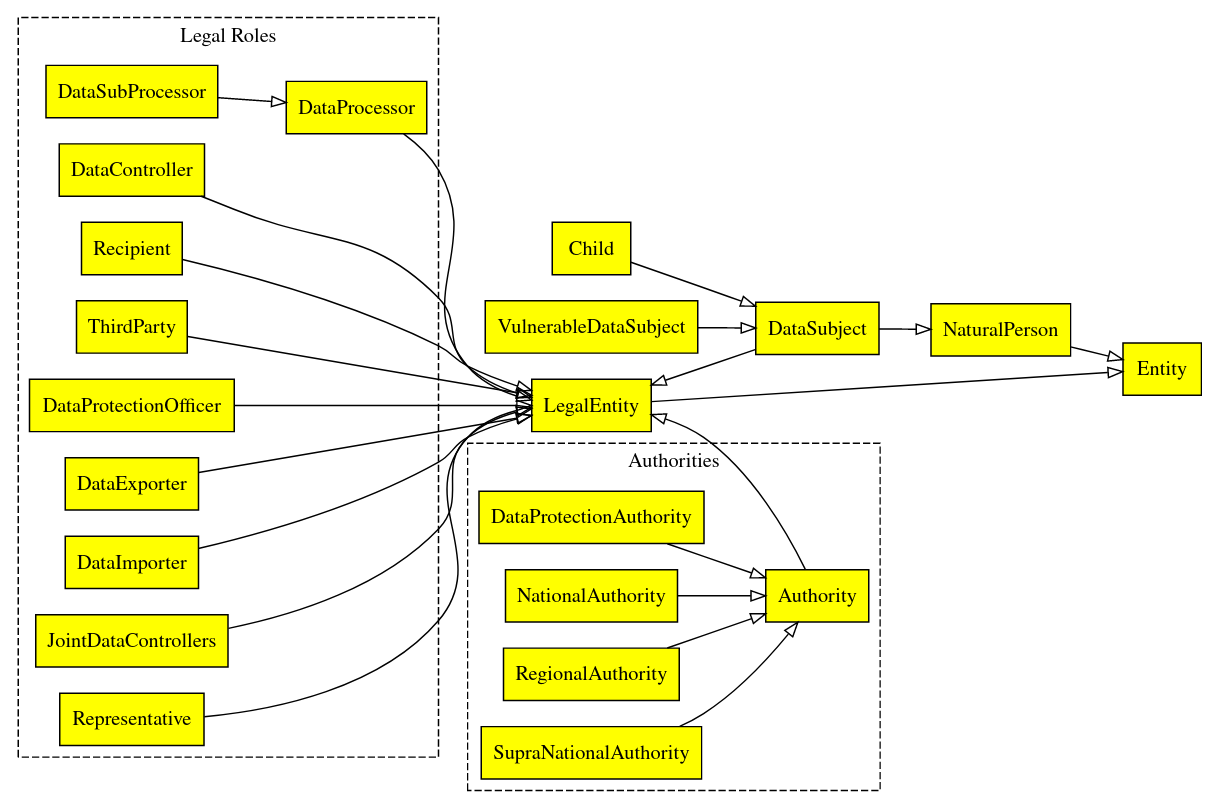 Legal Roles
DataSubProcessor
DataProcessor
DataController
Recipient
ThirdParty
DataProtectionOfficer
DataExporter
DataImporter
JointDataControllers
Representative
Child
VulnerableDataSubject
DataSubject
NaturalPerson
Entity
LegalEntity
Authorities
DataProtectionAuthority
NationalAuthority
Authority
RegionalAuthority
SupraNationalAuthority